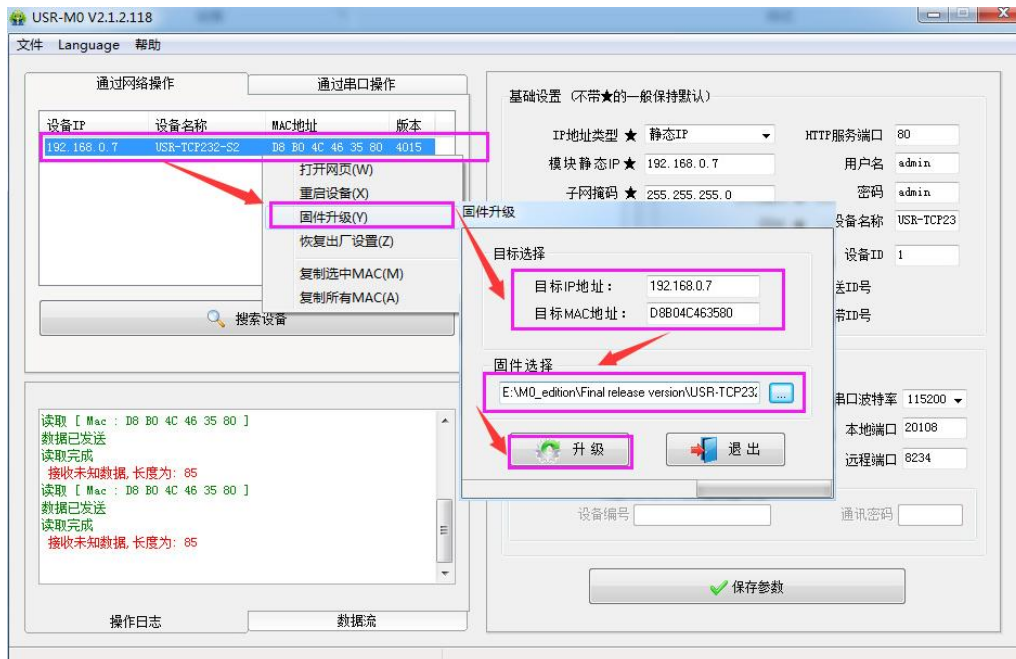 USR-M0 V2.1.2.118
文件 Language 帮助
通过网络操作 通过串口操作
设备IP 设备名称 MAC地址 版本
192.168.0.7 USR-TCP232-S2 D8 B0 4C 46 35 80 4015
打开网页(W)
重启设备(X)
固件升级(Y)
恢复出厂设置(Z)
复制选中MAC(M)
复制所有MAC(A)
搜索设备
读取 [ Mac : D8 B0 4C 46 35 80 ]
数据已发送
读取完成
接收未知数据,长度为: 85
读取 [ Mac : D8 B0 4C 46 35 80 ]
数据已发送
读取完成
接收未知数据,长度为: 85
操作日志 数据流
基础设置 (不带★的一般保持默认)
IP地址类型 ★ 静态IP HTTP服务端口 80
模块静态IP★ 192.168.0.7 用户名 admin
子网掩码 ★ 255.255.255.0 密码 admin
设备名称 USR-TCP23
设备ID 1
送ID号
带ID号
固件升级
目标选择
目标IP地址: 192.168.0.7
目标MAC地址: D8B04C463580
固件选择
E:\M0_edition\Final release version\USR-TCP232 ...
升 级 退 出
串口波特率 115200
本地端口 20108
远程端口 8234
设备编号 通讯密码
保存参数